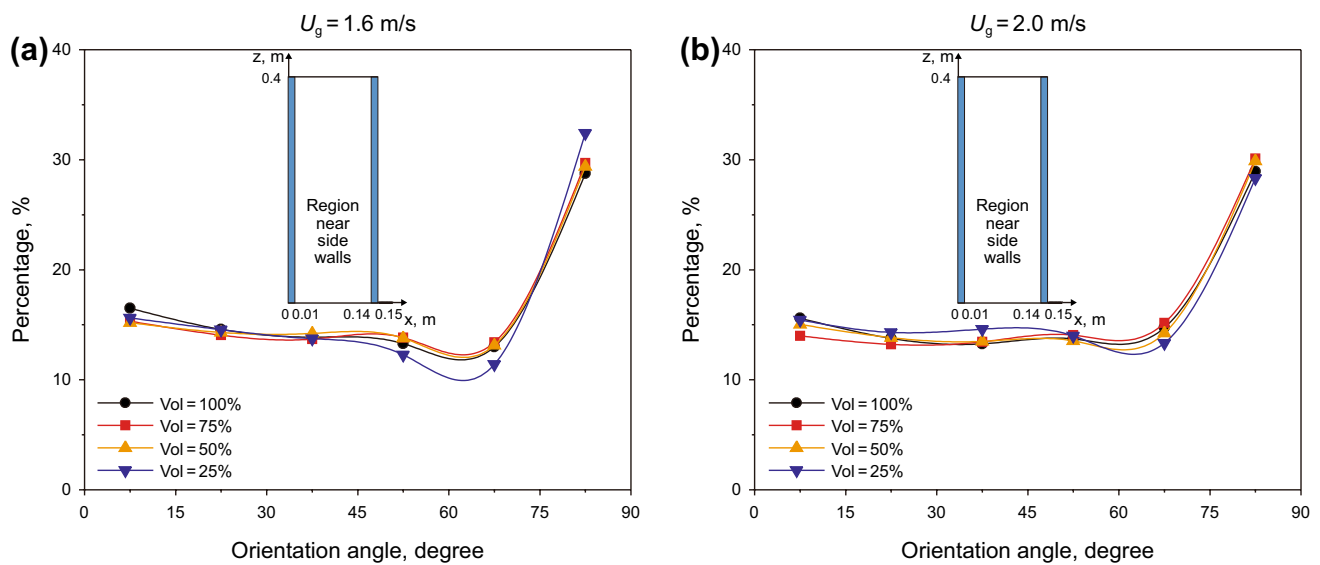 U_g = 1.6 m/s
(a)
40
30
20
10
0
Percentage, %
z, m
0.4
Region
near
side
walls
0 0.01 0.14 0.15
x, m
Vol = 100%
Vol = 75%
Vol = 50%
Vol = 25%
0 15 30 45 60 75 90
Orientation angle, degree
U_g = 2.0 m/s
(b)
40
30
20
10
0
Percentage, %
z, m
0.4
Region
near
side
walls
0 0.01 0.14 0.15
x, m
Vol = 100%
Vol = 75%
Vol = 50%
Vol = 25%
0 15 30 45 60 75 90
Orientation angle, degree